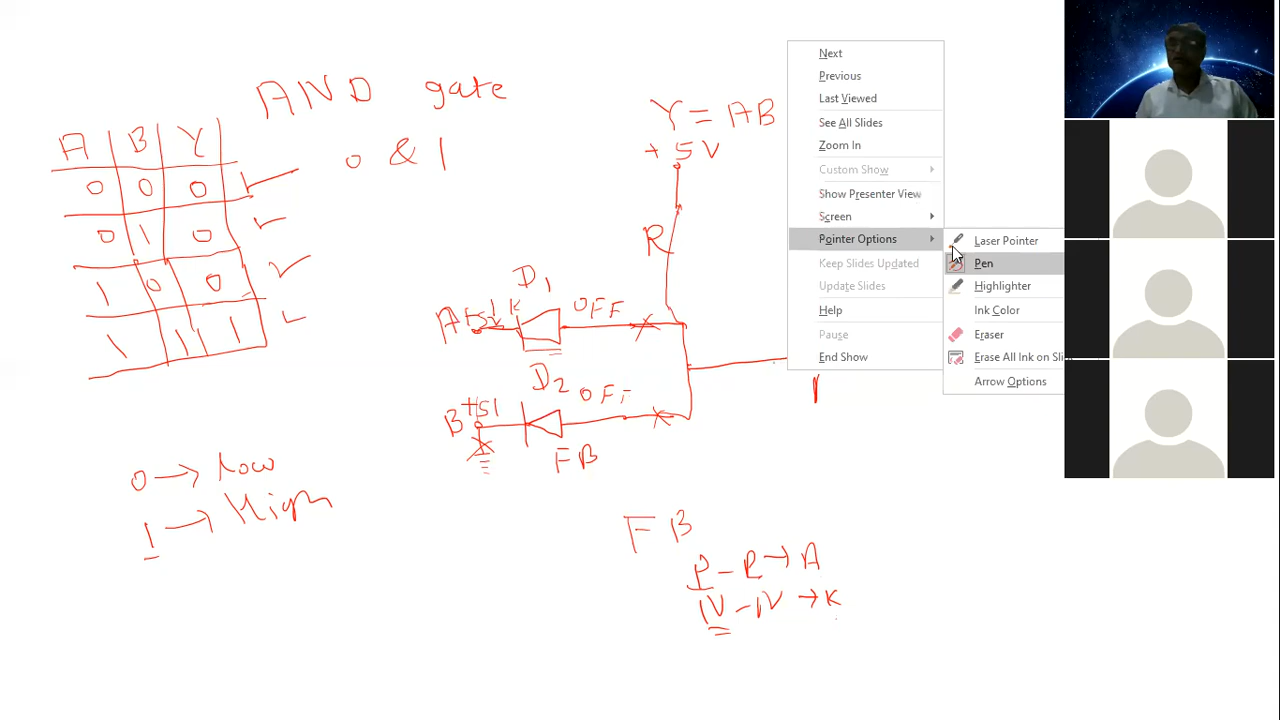 AND gate
A B Y
0 0 0
0 1 0
1 0 0
1 1 1
0 & 1
Y = AB
+ 5V
R
D1
A +5V K OFF
D2
B +5V OFF
FB
0 → Low
1 → High
FB
P - P → A
N - N → K
Next
Previous
Last Viewed
See All Slides
Zoom In
Custom Show
Show Presenter View
Screen
Pointer Options
Keep Slides Updated
Update Slides
Help
Pause
End Show
Laser Pointer
Pen
Highlighter
Ink Color
Eraser
Erase All Ink on Sli
Arrow Options